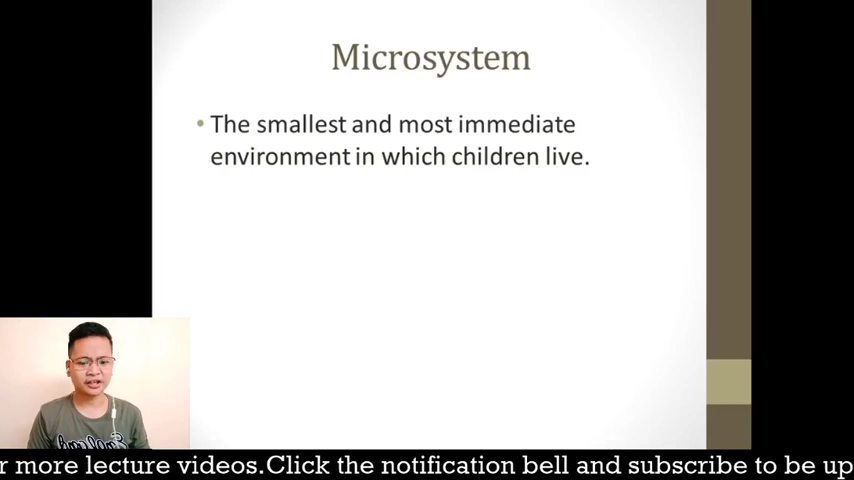 Microsystem
• The smallest and most immediate
environment in which children live.
r more lecture videos.Click the notification bell and subscribe to be up